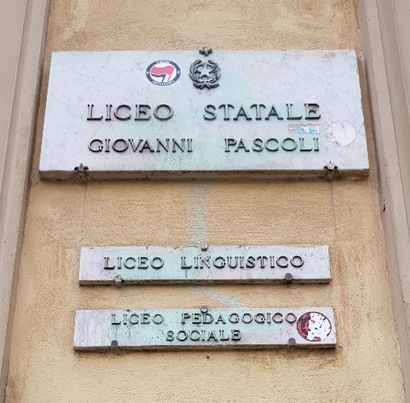 LICEO STATALE
GIOVANNI PASCOLI
LICEO LINGUISTICO
LICEO PEDAGOGICO
SOCIALE